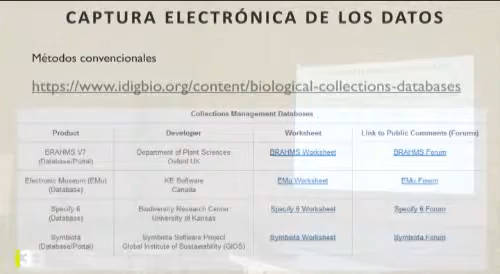 CAPTURA ELECTRÓNICA DE LOS DATOS
Métodos convencionales
https://www.idigbio.org/content/biological-collections-databases
Collections Management Databases
Product Developer Worksheet Link to Public Comments (Forums)
BRAHMS V7 Department of Plant Sciences BRAHMS Worksheet BRAHMS Forum
(Database/Portal) Oxford UK
Electronic Museum (EMu) KE Software EMu Worksheet EMu Forum
(Database) Canada
Specify 6 Biodiversity Research Center Specify 6 Worksheet Specify 6 Forum
(Database) University of Kansas
Symbiota Symbiota Software Project Symbiota Worksheet Symbiota Forum
(Database/Portal) Global Institute of Sustainability (GIOS)